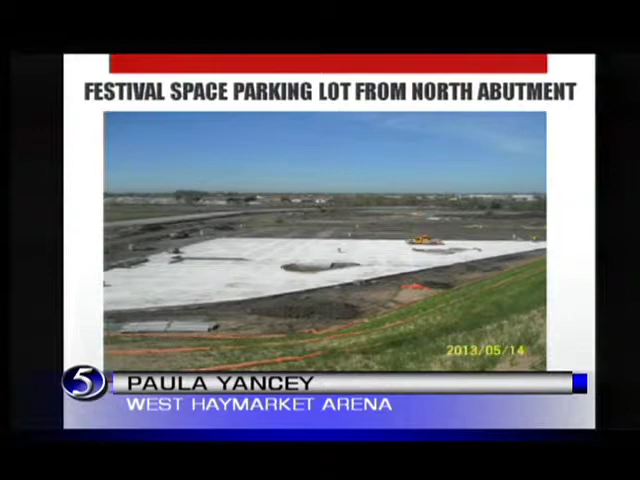 FESTIVAL SPACE PARKING LOT FROM NORTH ABUTMENT
2013/05/14
5
PAULA YANCEY
WEST HAYMARKET ARENA